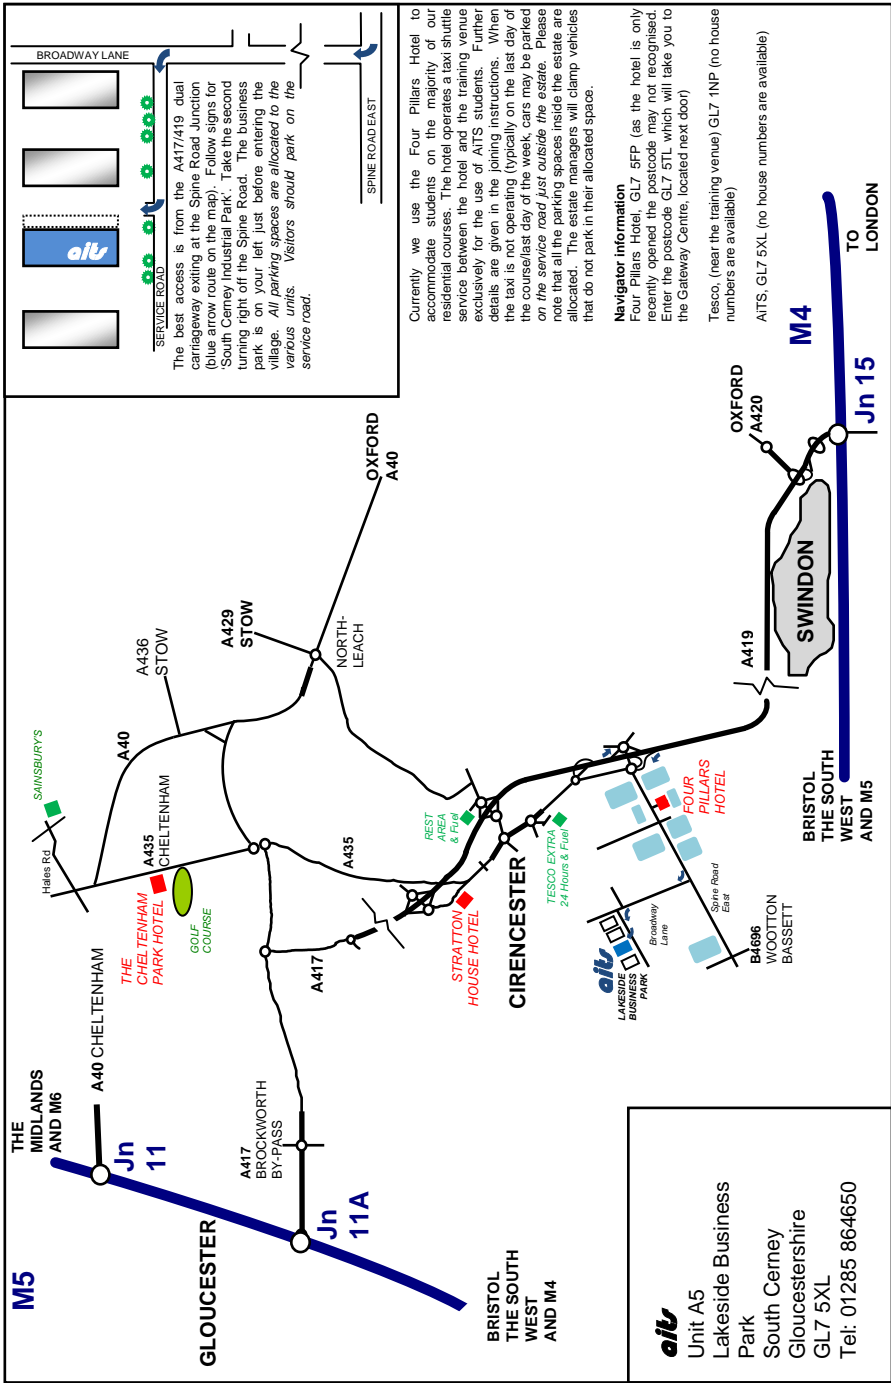 M5
THE
MIDLANDS
AND M6
A40 CHELTENHAM
Jn
11
GLOUCESTER
Jn
11A
A417
BROCKWORTH
BY-PASS
BRISTOL
THE SOUTH
WEST
AND M4
Hales Rd
SAINSBURY'S
A435
CHELTENHAM
THE
CHELTENHAM
PARK HOTEL
GOLF
COURSE
A40
A436
STOW
A429
STOW
NORTH-
LEACH
OXFORD
A40
A417
A435
REST
AREA
& Fuel
STRATTON
HOUSE HOTEL
CIRENCESTER
TESCO EXTRA
24 Hours & Fuel
aits
LAKESIDE
BUSINESS
PARK
Broadway
Lane
Spine Road
East
B4696
WOOTTON
BASSETT
FOUR
PILLARS
HOTEL
A419
SWINDON
OXFORD
A420
BRISTOL
THE SOUTH
WEST
AND M5
M4
Jn 15
TO
LONDON
BROADWAY LANE
aits
SERVICE ROAD
SPINE ROAD EAST
The best access is from the A417/419 dual
carriageway exiting at the Spine Road Junction
(blue arrow route on the map). Follow signs for
'South Cerney Industrial Park'. Take the second
turning right off the Spine Road. The business
park is on your left just before entering the
village. All parking spaces are allocated to the
various units. Visitors should park on the
service road.
Currently we use the Four Pillars Hotel to
accommodate students on the majority of our
residential courses. The hotel operates a taxi shuttle
service between the hotel and the training venue
exclusively for the use of AiTS students. Further
details are given in the joining instructions. When
the taxi is not operating (typically on the last day of
the course/last day of the week, cars may be parked
on the service road just outside the estate. Please
note that all the parking spaces inside the estate are
allocated. The estate managers will clamp vehicles
that do not park in their allocated space.
Navigator information
Four Pillars Hotel, GL7 5FP (as the hotel is only
recently opened the postcode may not recognised.
Enter the postcode GL7 5TL which will take you to
the Gateway Centre, located next door)
Tesco, (near the training venue) GL7 1NP (no house
numbers are available)
AiTS, GL7 5XL (no house numbers are available)
aits
Unit A5
Lakeside Business
Park
South Cerney
Gloucestershire
GL7 5XL
Tel: 01285 864650